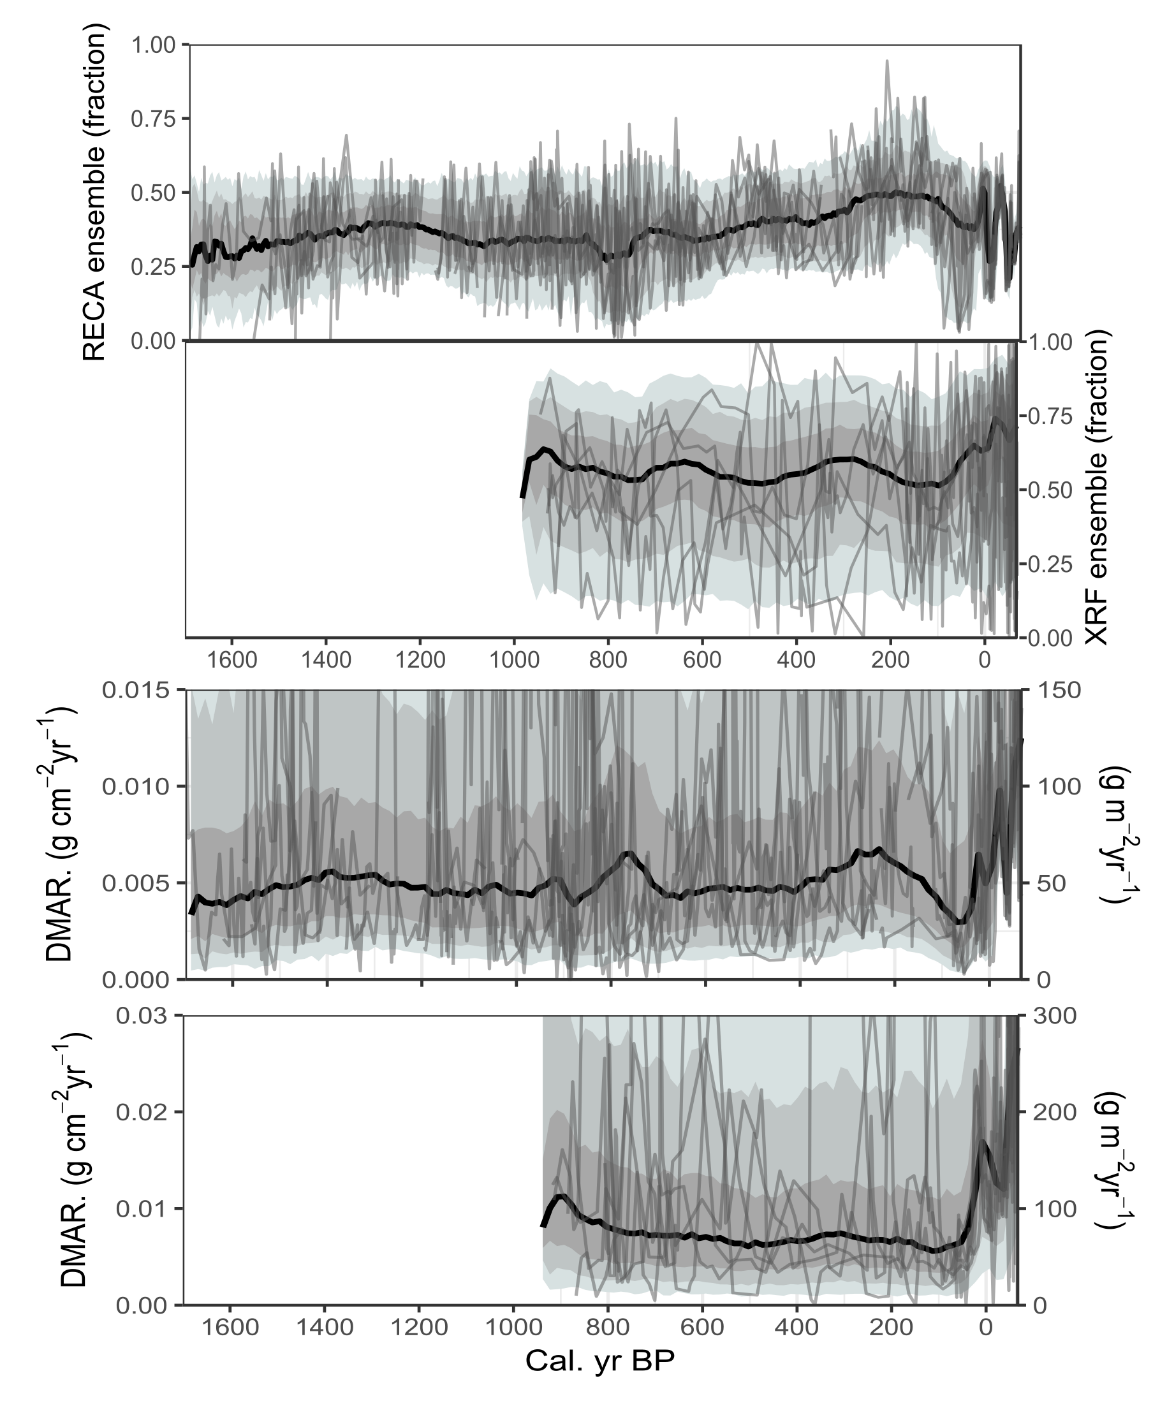 RECA ensemble (fraction)
1.00
0.75
0.50
0.25
0.00
1.00
0.75
0.50
0.25
0.00
XRF ensemble (fraction)
1600 1400 1200 1000 800 600 400 200 0
DMAR. (g cm⁻²yr⁻¹)
0.015
0.010
0.005
0.000
150
100
50
0
(g m⁻²yr⁻¹)
DMAR. (g cm⁻²yr⁻¹)
0.03
0.02
0.01
0.00
300
200
100
0
(g m⁻²yr⁻¹)
1600 1400 1200 1000 800 600 400 200 0
Cal. yr BP